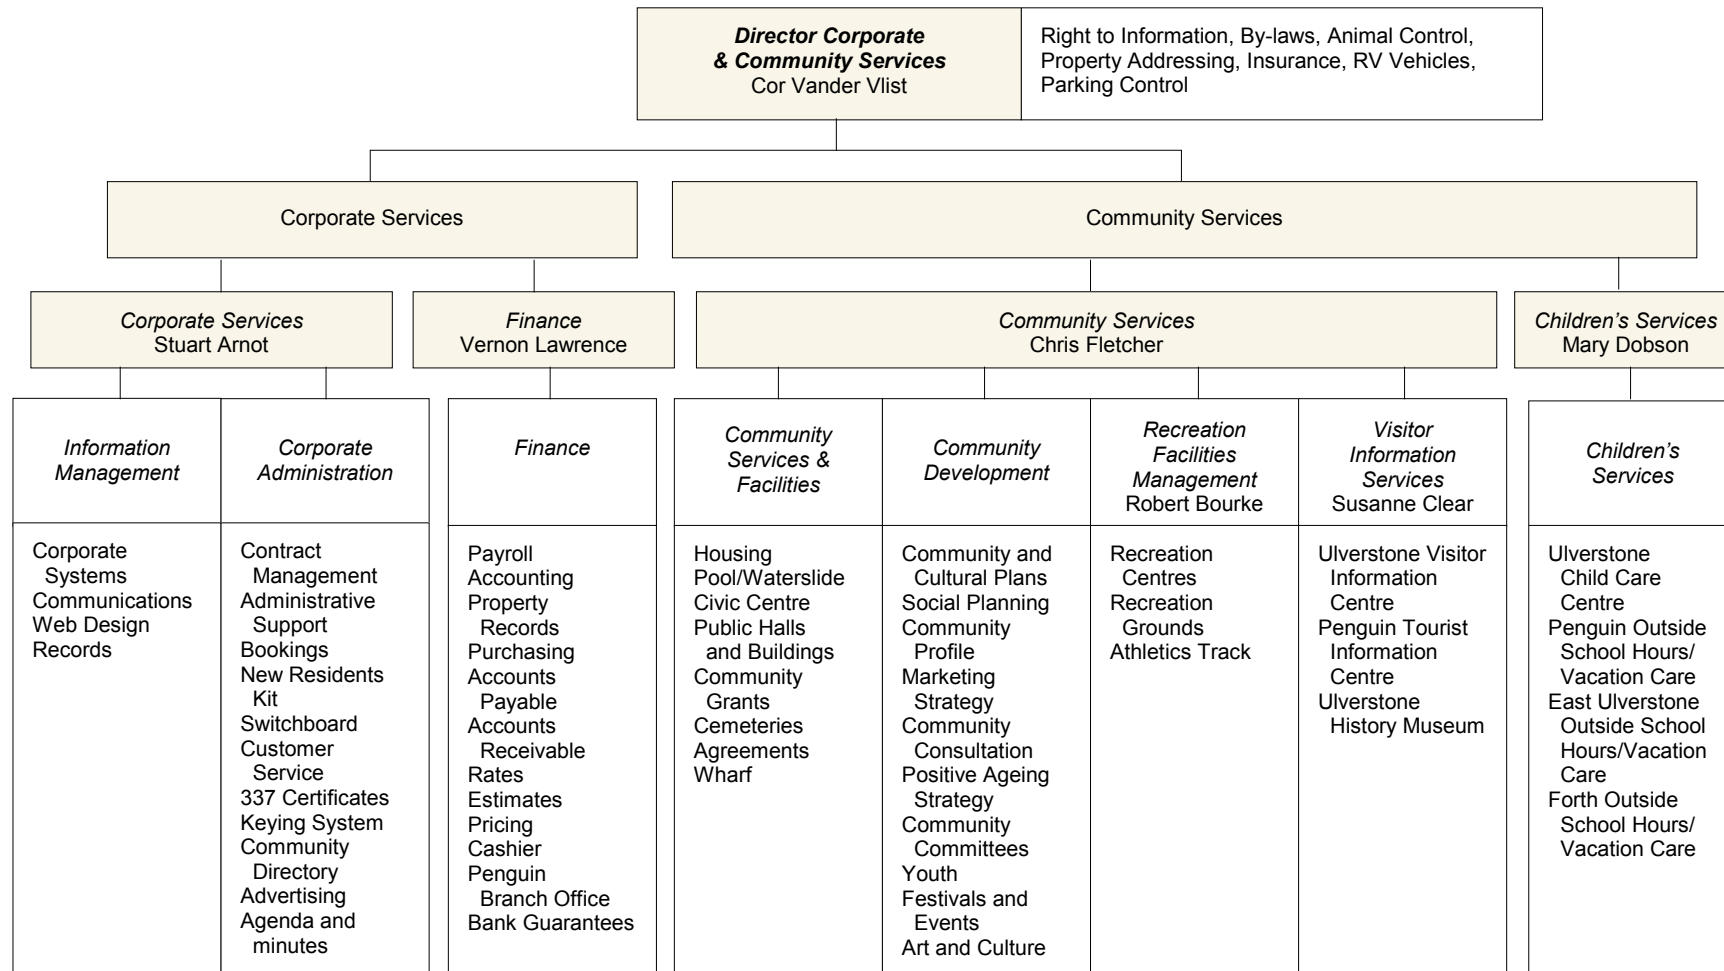 Director Corporate
& Community Services
Cor Vander Vlist
Right to Information, By-laws, Animal Control,
Property Addressing, Insurance, RV Vehicles,
Parking Control
Corporate Services
Community Services
Corporate Services
Stuart Arnot
Finance
Vernon Lawrence
Community Services
Chris Fletcher
Children's Services
Mary Dobson
Information
Management
Corporate
Systems
Communications
Web Design
Records
Corporate
Administration
Contract
Management
Administrative
Support
Bookings
New Residents
Kit
Switchboard
Customer
Service
337 Certificates
Keying System
Community
Directory
Advertising
Agenda and
minutes
Finance
Payroll
Accounting
Property
Records
Purchasing
Accounts
Payable
Accounts
Receivable
Rates
Estimates
Pricing
Cashier
Penguin
Branch Office
Bank Guarantees
Community
Services &
Facilities
Housing
Pool/Waterslide
Civic Centre
Public Halls
and Buildings
Community
Grants
Cemeteries
Agreements
Wharf
Community
Development
Community and
Cultural Plans
Social Planning
Community
Profile
Marketing
Strategy
Community
Consultation
Positive Ageing
Strategy
Community
Committees
Youth
Festivals and
Events
Art and Culture
Recreation
Facilities
Management
Robert Bourke
Recreation
Centres
Recreation
Grounds
Athletics Track
Visitor
Information
Services
Susanne Clear
Ulverstone Visitor
Information
Centre
Penguin Tourist
Information
Centre
Ulverstone
History Museum
Children's
Services
Ulverstone
Child Care
Centre
Penguin Outside
School Hours/
Vacation Care
East Ulverstone
Outside School
Hours/Vacation
Care
Forth Outside
School Hours/
Vacation Care